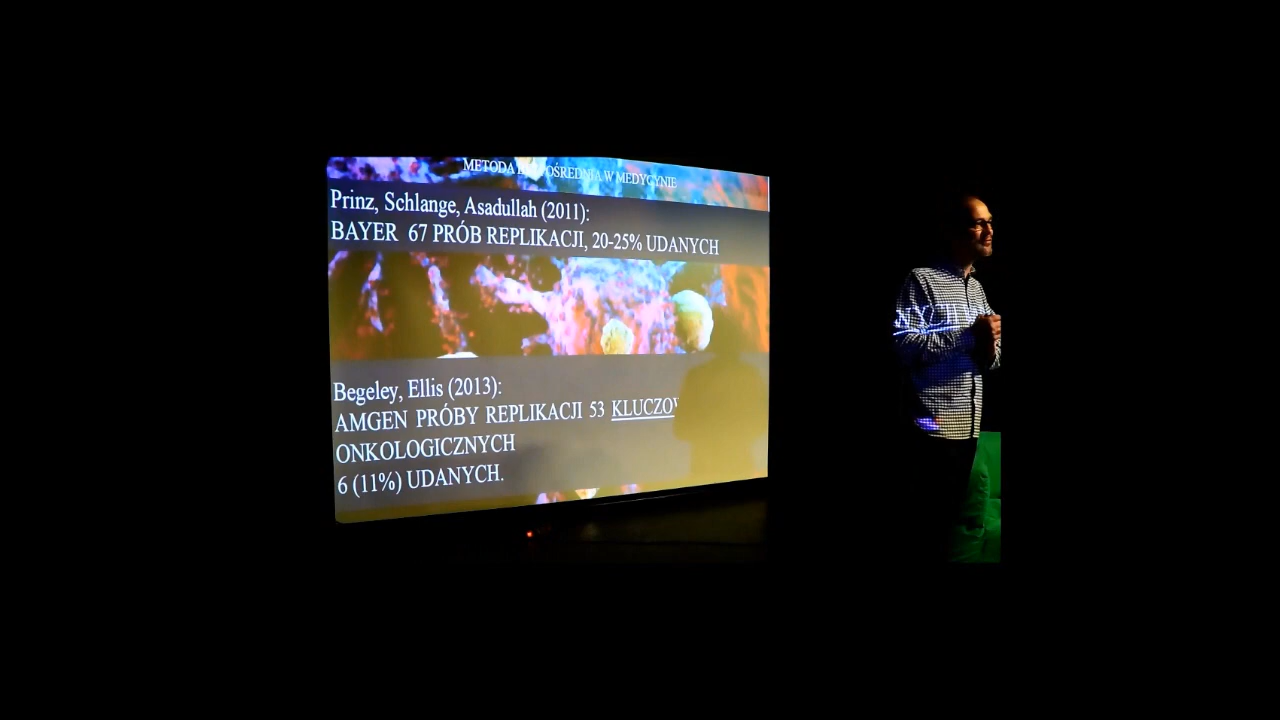 METODA W MEDYCYNIE
Prinz, Schlange, Asadullah (2011):
BAYER 67 PRÓB REPLIKACJI, 20-25% UDANYCH
Begeley, Ellis (2013):
AMGEN PRÓBY REPLIKACJI 53
ONKOLOGICZNYCH
6 (11%) UDANYCH.